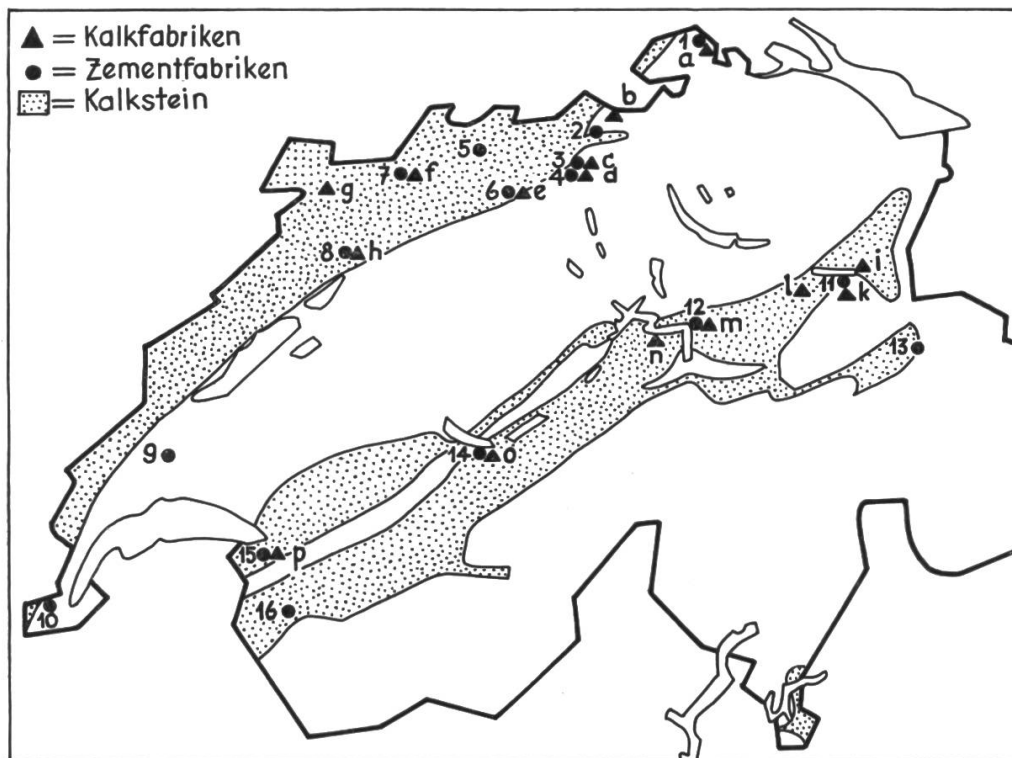 ▲ = Kalkfabriken
● = Zementfabriken
= Kalkstein
1
a
b
2
5
3 c
7 f
4 d
g
6 e
8 h
i
l 11
k
12 m
n
13
9
14 o
15 p
16
10